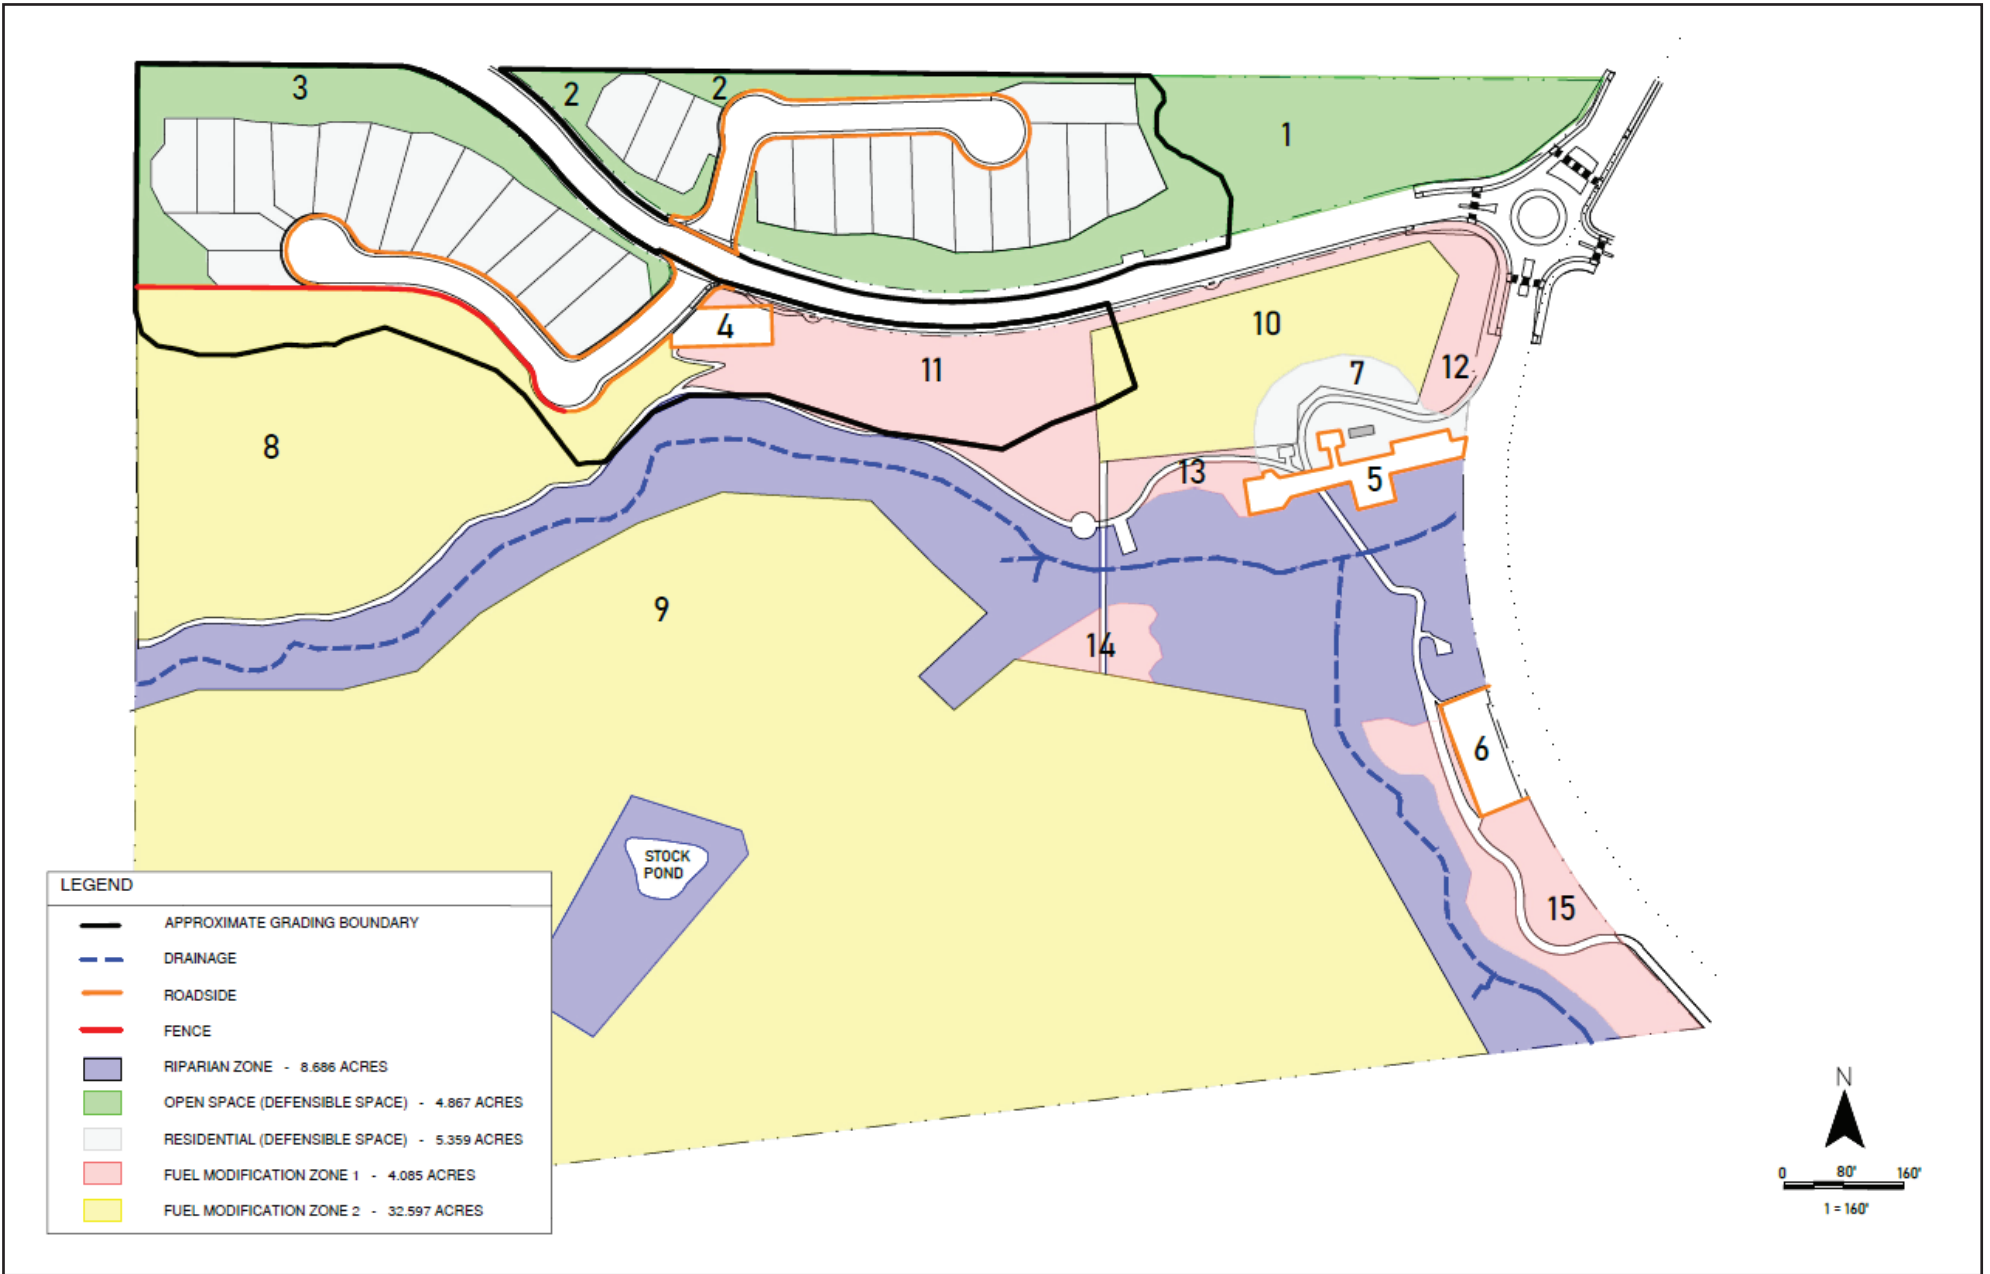 3
2
2
1
4
10
11
7
12
8
13
5
9
14
6
STOCK
POND
15
LEGEND
APPROXIMATE GRADING BOUNDARY
DRAINAGE
ROADSIDE
FENCE
RIPARIAN ZONE - 8.686 ACRES
OPEN SPACE (DEFENSIBLE SPACE) - 4.867 ACRES
RESIDENTIAL (DEFENSIBLE SPACE) - 5.359 ACRES
FUEL MODIFICATION ZONE 1 - 4.085 ACRES
FUEL MODIFICATION ZONE 2 - 32.597 ACRES
N
0 80' 160'
1 = 160'